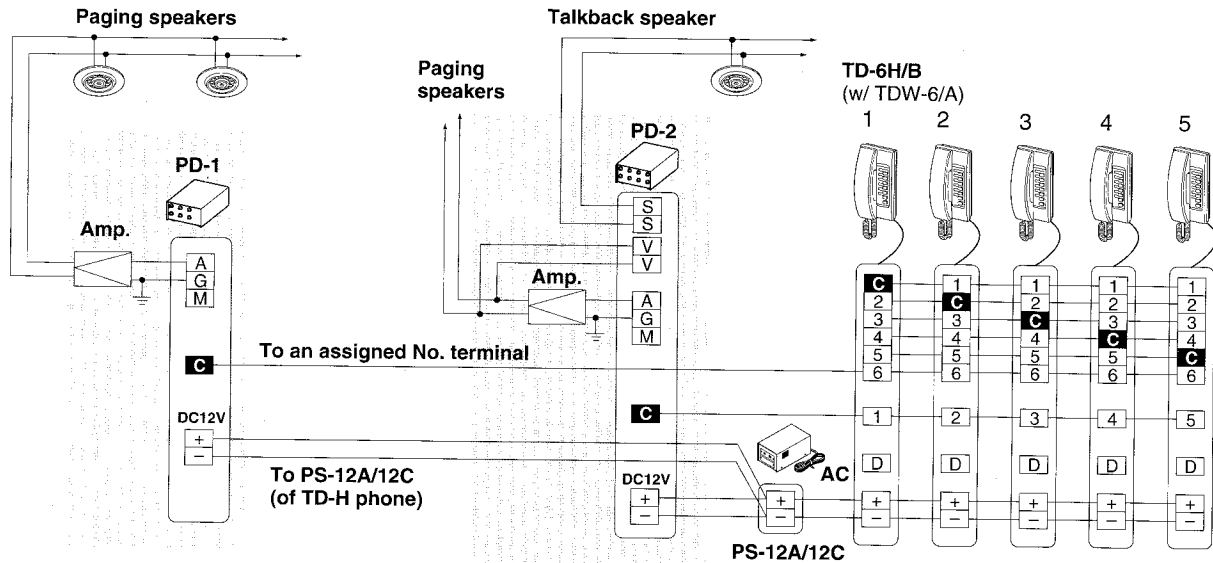 Paging speakers
Talkback speaker
Paging
speakers
TD-6H/B
(w/ TDW-6/A)
1 2 3 4 5
PD-1
PD-2
Amp.
A
G
M
C
DC12V
+
−
To an assigned No. terminal
To PS-12A/12C
(of TD-H phone)
S
S
V
V
Amp.
A
G
M
C
DC12V
+
−
AC
+
−
PS-12A/12C
C 1 1 1 1
2 C 2 2 2
3 3 C 3 3
4 4 4 C 4
5 5 5 5 C
6 6 6 6 6
1 2 3 4 5
D D D D D
+ + + + +
− − − − −